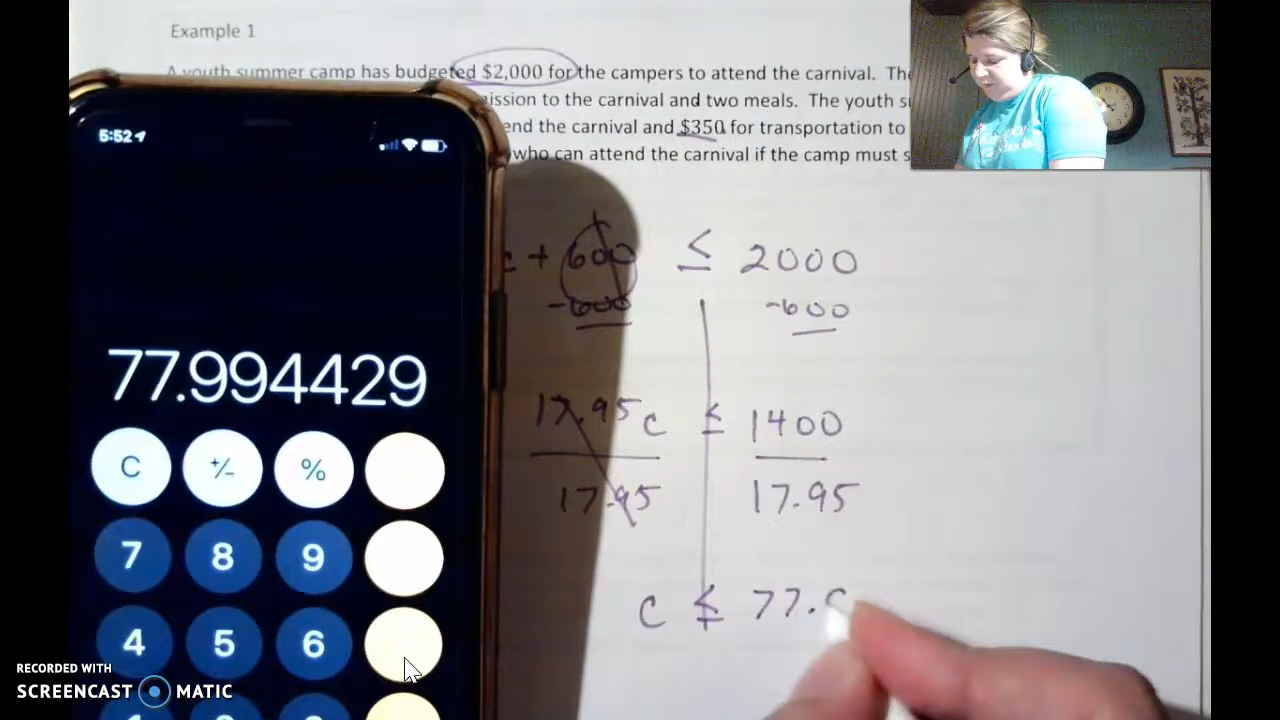 Example 1
A youth summer camp has budgeted $2,000 for the campers to attend the carnival. The
ission to the carnival and two meals. The youth su
end the carnival and $350 for transportation to
who can attend the carnival if the camp must s
5:52
77.994429
C +/- %
7 8 9
4 5 6
c + 600 ≤ 2000
-600 -600
17.95c ≤ 1400
17.95 17.95
c ≤ 77.
RECORDED WITH
SCREENCAST MATIC